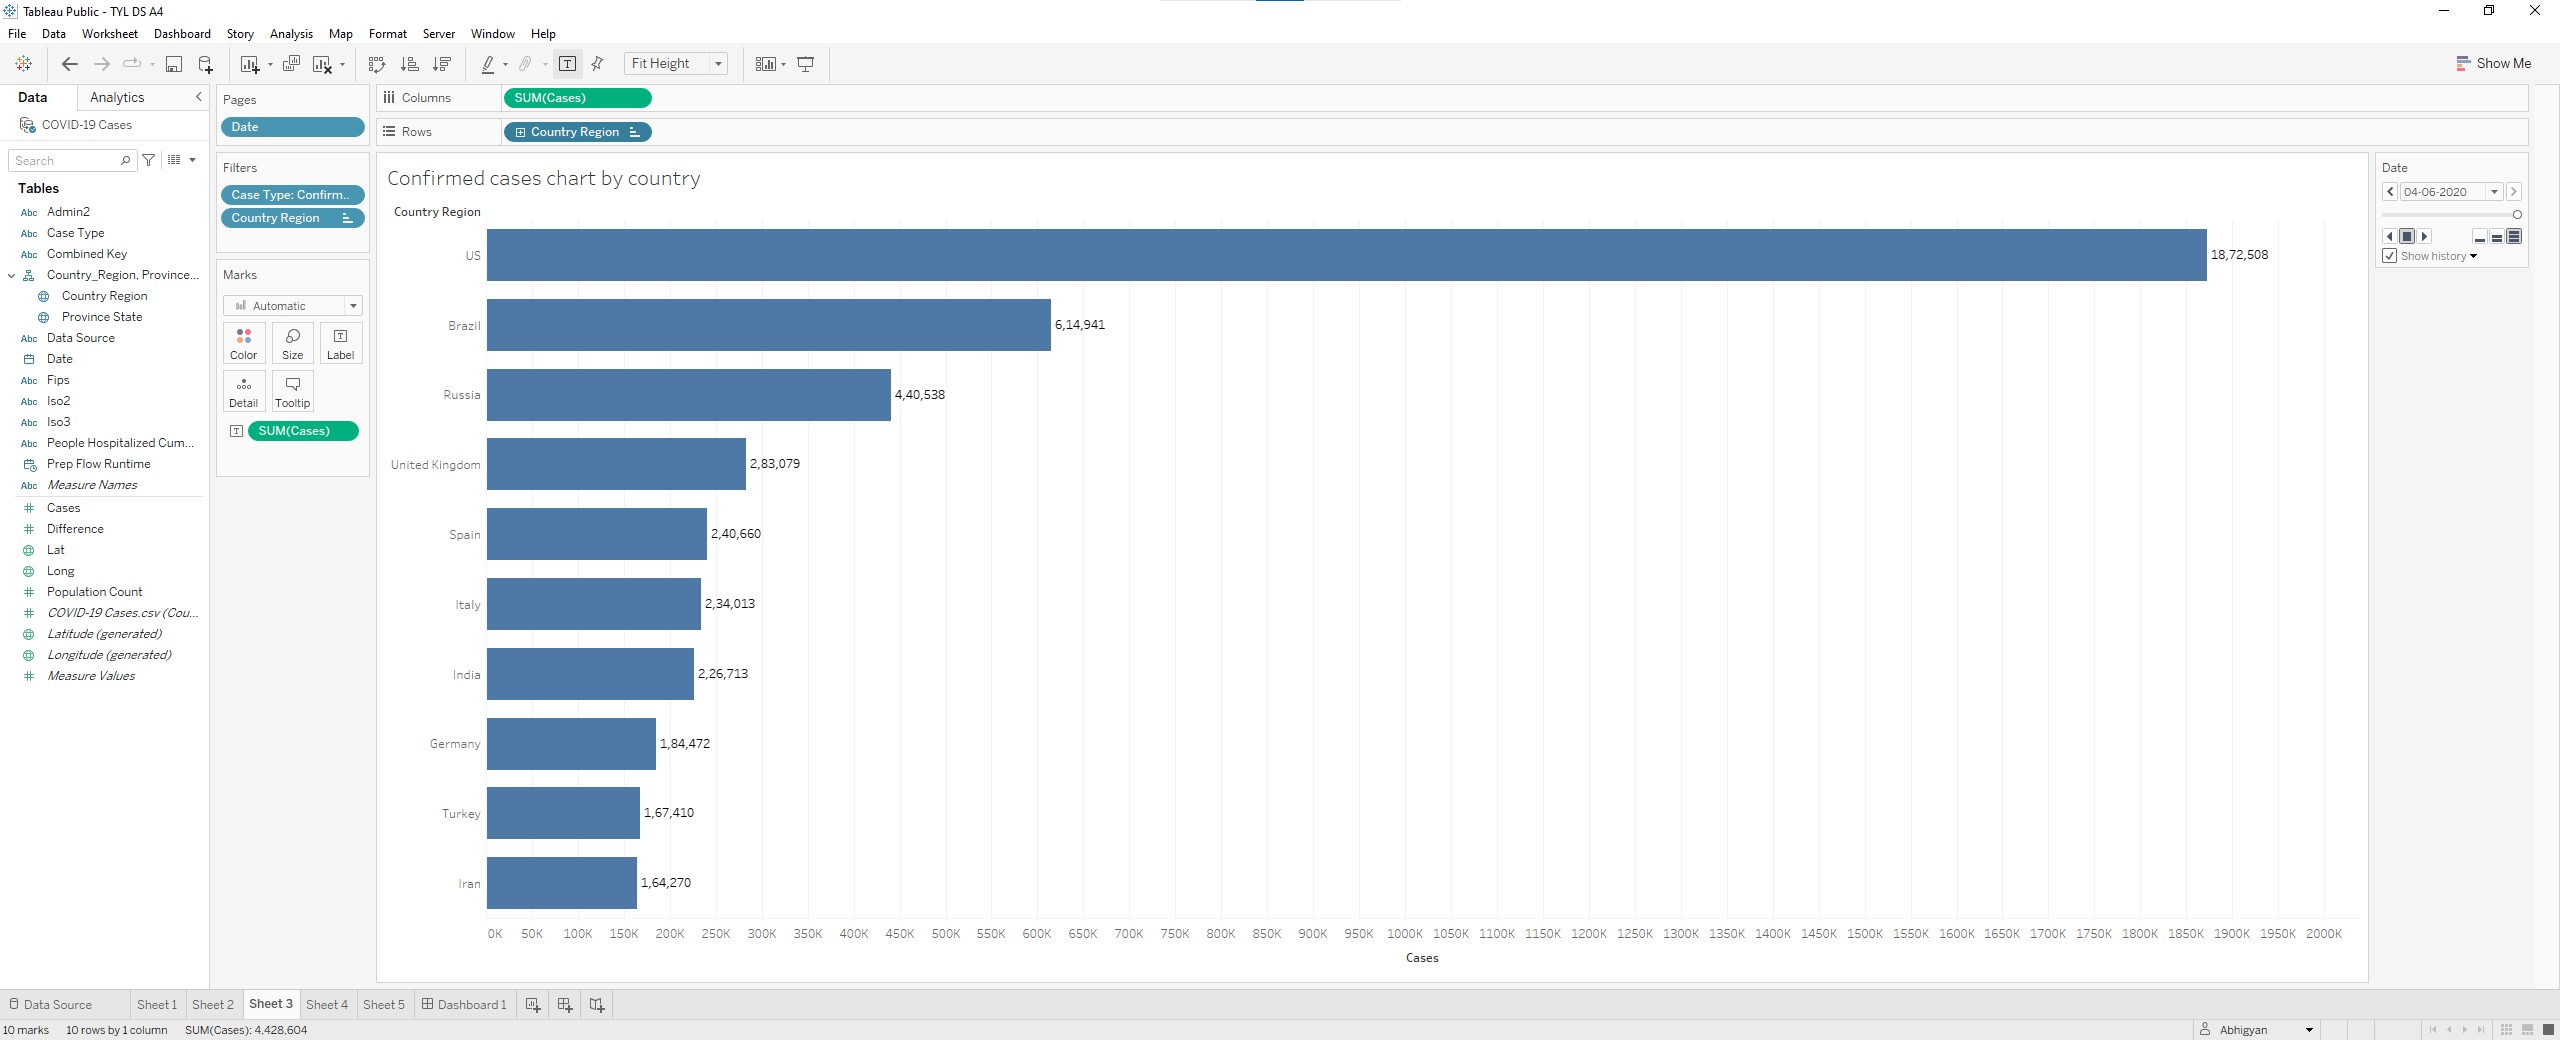 Tableau Public - TYL DS A4
File Data Worksheet Dashboard Story Analysis Map Format Server Window Help
Fit Height
Show Me
Data Analytics
COVID-19 Cases
Search
Tables
Abc Admin2
Abc Case Type
Abc Combined Key
Country_Region, Province...
Country Region
Province State
Abc Data Source
Date
Abc Fips
Abc Iso2
Abc Iso3
Abc People Hospitalized Cum...
Prep Flow Runtime
Abc Measure Names
Cases
Difference
Lat
Long
Population Count
COVID-19 Cases.csv (Cou...
Latitude (generated)
Longitude (generated)
Measure Values
Pages
Date
Filters
Case Type: Confirm..
Country Region
Marks
Automatic
Color Size Label
Detail Tooltip
SUM(Cases)
Columns SUM(Cases)
Rows Country Region
Confirmed cases chart by country
Country Region
US 18,72,508
Brazil 6,14,941
Russia 4,40,538
United Kingdom 2,83,079
Spain 2,40,660
Italy 2,34,013
India 2,26,713
Germany 1,84,472
Turkey 1,67,410
Iran 1,64,270
0K 50K 100K 150K 200K 250K 300K 350K 400K 450K 500K 550K 600K 650K 700K 750K 800K 850K 900K 950K 1000K 1050K 1100K 1150K 1200K 1250K 1300K 1350K 1400K 1450K 1500K 1550K 1600K 1650K 1700K 1750K 1800K 1850K 1900K 1950K 2000K
Cases
Date
04-06-2020
Show history
Data Source Sheet 1 Sheet 2 Sheet 3 Sheet 4 Sheet 5 Dashboard 1
10 marks 10 rows by 1 column SUM(Cases): 4,428,604
Abhigyan